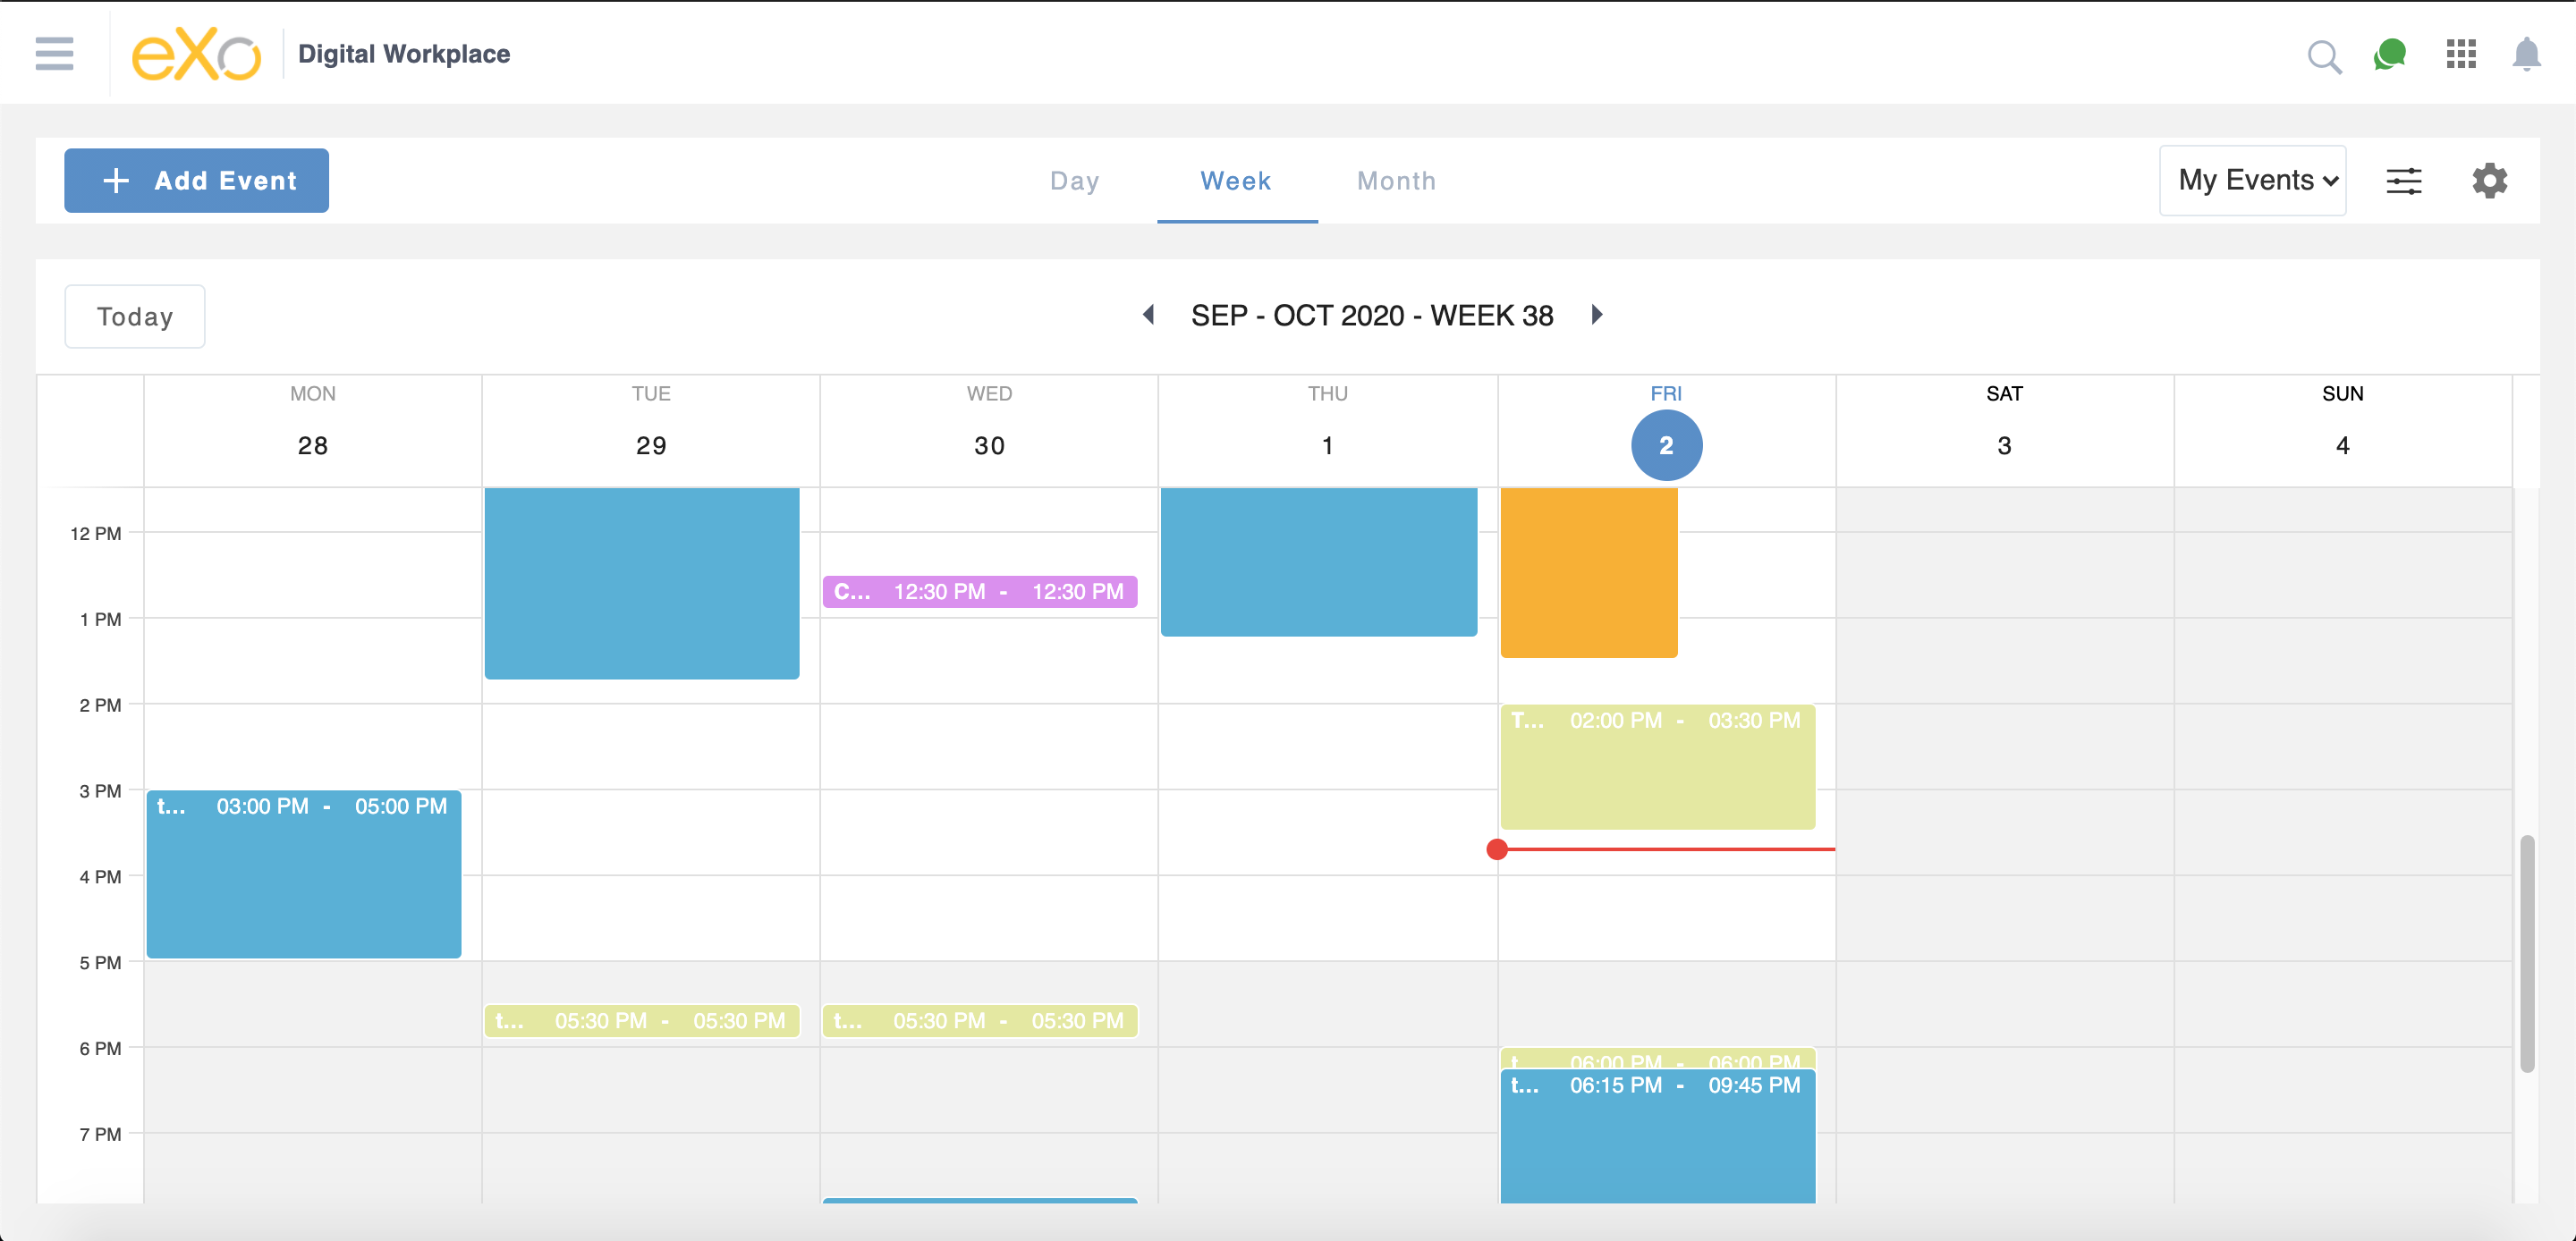 eXo Digital Workplace
+ Add Event Day Week Month My Events
Today SEP - OCT 2020 - WEEK 38
MON TUE WED THU FRI SAT SUN
28 29 30 1 2 3 4
12 PM
C... 12:30 PM - 12:30 PM
1 PM
2 PM
T... 02:00 PM - 03:30 PM
3 PM
t... 03:00 PM - 05:00 PM
4 PM
5 PM
t... 05:30 PM - 05:30 PM t... 05:30 PM - 05:30 PM
6 PM
t... 06:00 PM - 06:00 PM
t... 06:15 PM - 09:45 PM
7 PM